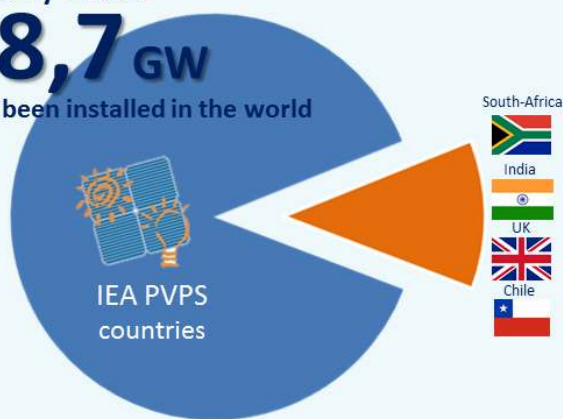 8,7 GW
been installed in the world
South-Africa
India
UK
Chile
IEA PVPS
countries